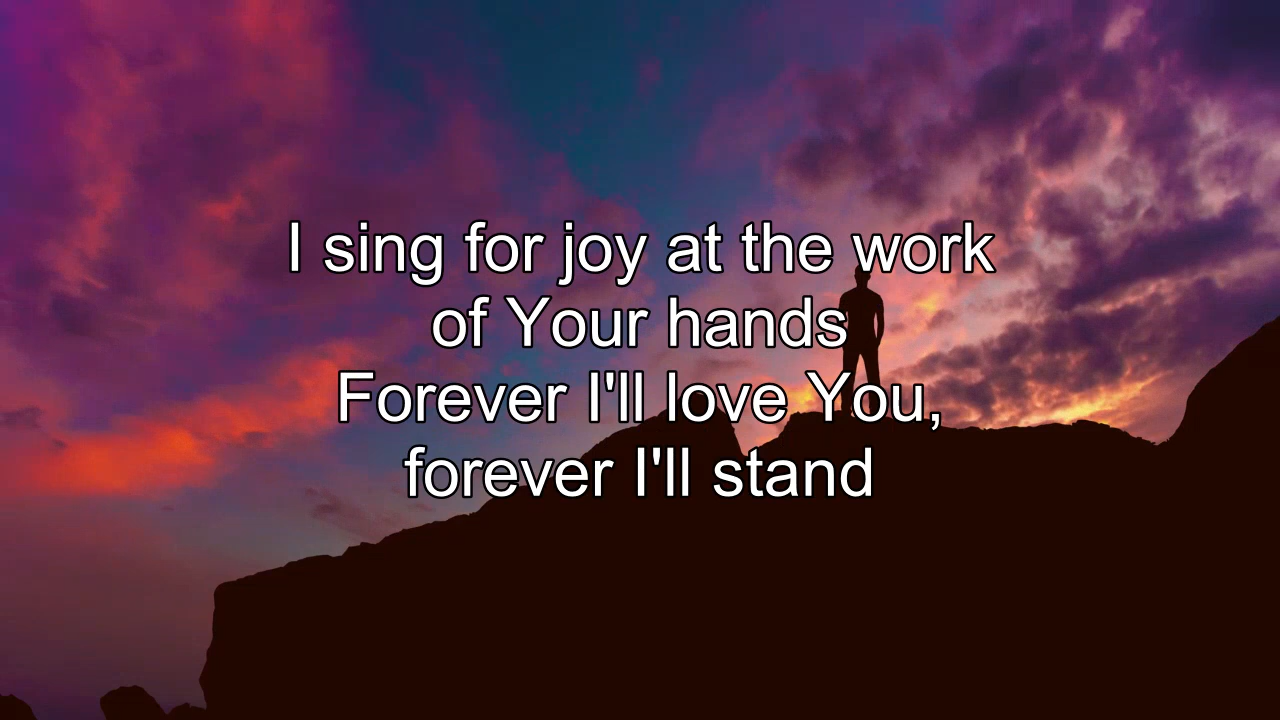 I sing for joy at the work
of Your hands
Forever I'll love You,
forever I'll stand